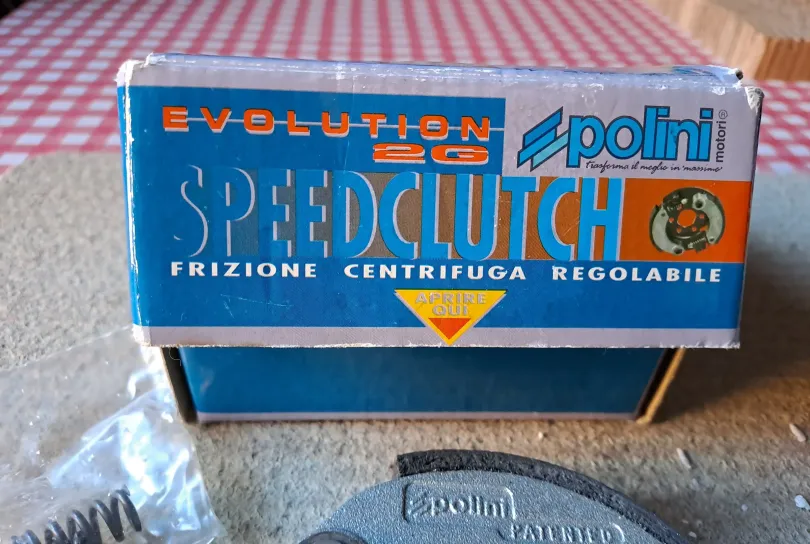 EVOLUTION
2G
polini
motori®
Trasforma il meglio in massimo
SPEEDCLUTCH
FRIZIONE CENTRIFUGA REGOLABILE
APRIRE
QUI
polini
PATENTED